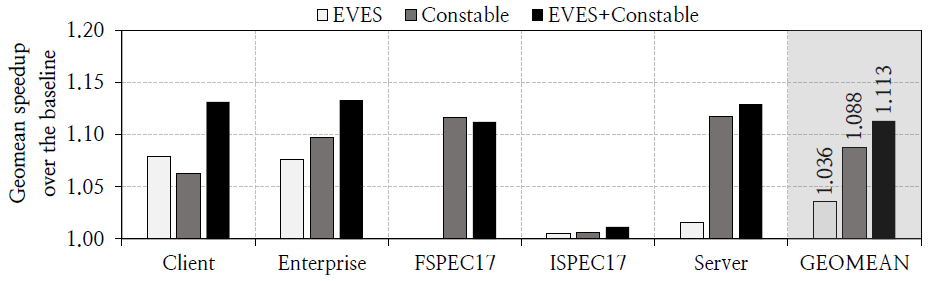 EVES Constable EVES+Constable
Geomean speedup
over the baseline
1.20
1.15
1.10
1.05
1.00
1.036
1.088
1.113
Client Enterprise FSPEC17 ISPEC17 Server GEOMEAN